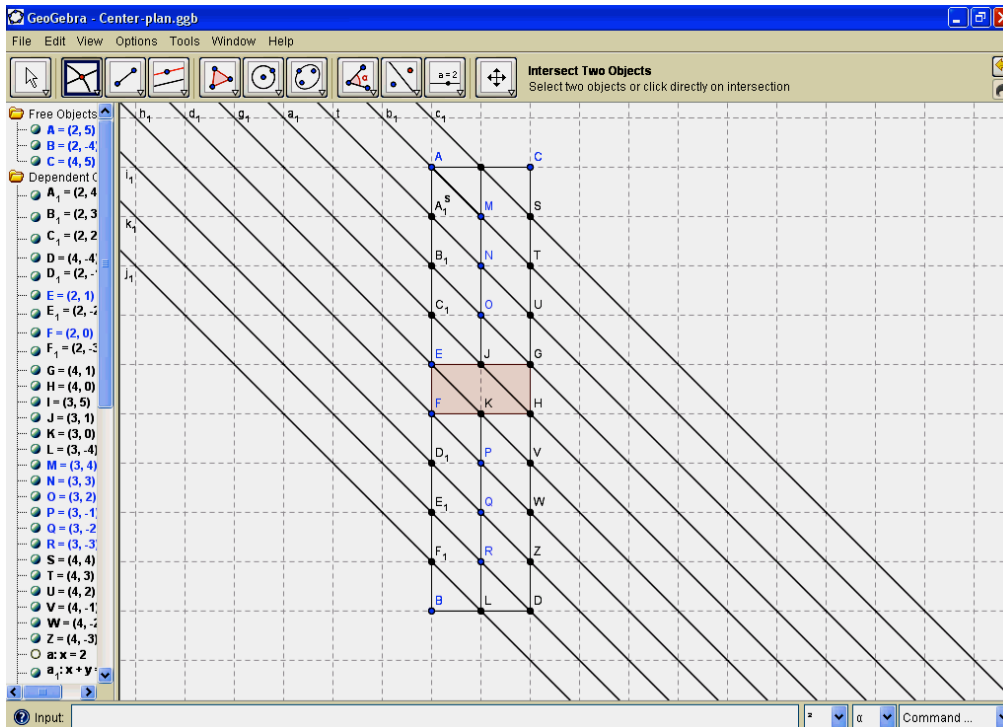 GeoGebra - Center-plan.ggb
File Edit View Options Tools Window Help
α
a = 2
Intersect Two Objects
Select two objects or click directly on intersection
Free Objects
A = (2, 5)
B = (2, -4)
C = (4, 5)
Dependent
A₁ = (2, 4
B₁ = (2, 3
C₁ = (2, 2
D = (4, -4)
D₁ = (2, -
E = (2, 1)
E₁ = (2, -2
F = (2, 0)
F₁ = (2, -3
G = (4, 1)
H = (4, 0)
I = (3, 5)
J = (3, 1)
K = (3, 0)
L = (3, -4)
M = (3, 4)
N = (3, 3)
O = (3, 2)
P = (3, -1)
Q = (3, -2
R = (3, -3)
S = (4, 4)
T = (4, 3)
U = (4, 2)
V = (4, -1)
W = (4, -2
Z = (4, -3)
a: x = 2
a₁: x + y =
h₁ d₁ g₁ a₁ t b₁ c₁
i₁
k₁
j₁
A C
A₁ s M S
B₁ N T
C₁ O U
E J G
F K H
D₁ P V
E₁ Q W
F₁ R Z
B L D
Input:
²
α
Command ...